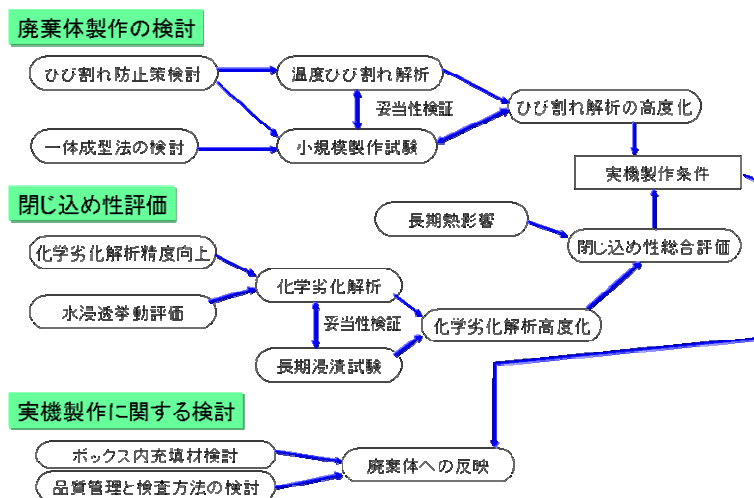 廃棄体製作の検討
ひび割れ防止策検討
温度ひび割れ解析
妥当性検証
ひび割れ解析の高度化
一体成型法の検討
小規模製作試験
実機製作条件
閉じ込め性評価
長期熱影響
閉じ込め性総合評価
化学劣化解析精度向上
化学劣化解析
水浸透挙動評価
妥当性検証
化学劣化解析高度化
長期浸漬試験
実機製作に関する検討
ボックス内充填材検討
廃棄体への反映
品質管理と検査方法の検討